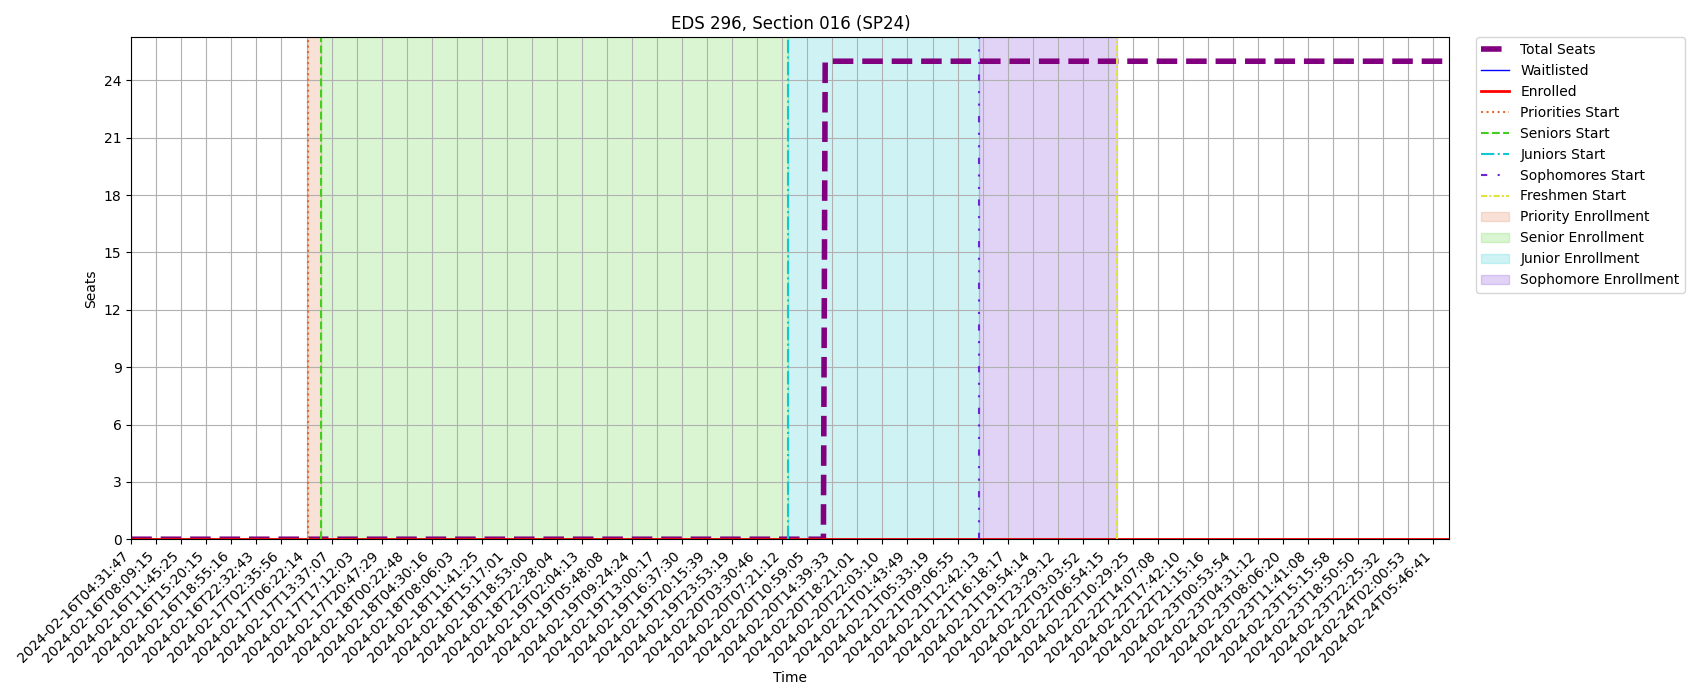 EDS 296, Section 016 (SP24)
Seats
24
21
18
15
12
9
6
3
0
2024-02-16T04:31:47
2024-02-16T08:09:15
2024-02-16T11:45:25
2024-02-16T15:20:15
2024-02-16T18:55:16
2024-02-16T22:32:43
2024-02-17T02:35:56
2024-02-17T06:22:14
2024-02-17T13:37:07
2024-02-17T17:12:03
2024-02-17T20:47:29
2024-02-18T00:22:48
2024-02-18T04:30:16
2024-02-18T08:06:03
2024-02-18T11:41:25
2024-02-18T15:17:01
2024-02-18T18:53:00
2024-02-18T22:28:04
2024-02-19T02:04:13
2024-02-19T05:48:08
2024-02-19T09:24:24
2024-02-19T13:00:17
2024-02-19T16:37:30
2024-02-19T20:15:39
2024-02-19T23:53:19
2024-02-20T03:30:46
2024-02-20T07:21:12
2024-02-20T10:59:05
2024-02-20T14:39:33
2024-02-20T18:21:01
2024-02-20T22:03:10
2024-02-21T01:43:49
2024-02-21T05:33:19
2024-02-21T09:06:55
2024-02-21T12:42:13
2024-02-21T16:18:17
2024-02-21T19:54:14
2024-02-21T23:29:12
2024-02-22T03:03:52
2024-02-22T06:54:15
2024-02-22T10:29:25
2024-02-22T14:07:08
2024-02-22T17:42:10
2024-02-22T21:15:16
2024-02-23T00:53:54
2024-02-23T04:31:12
2024-02-23T08:06:20
2024-02-23T11:41:08
2024-02-23T15:15:58
2024-02-23T18:50:50
2024-02-23T22:25:32
2024-02-24T02:00:53
2024-02-24T05:46:41
Time
Total Seats
Waitlisted
Enrolled
Priorities Start
Seniors Start
Juniors Start
Sophomores Start
Freshmen Start
Priority Enrollment
Senior Enrollment
Junior Enrollment
Sophomore Enrollment